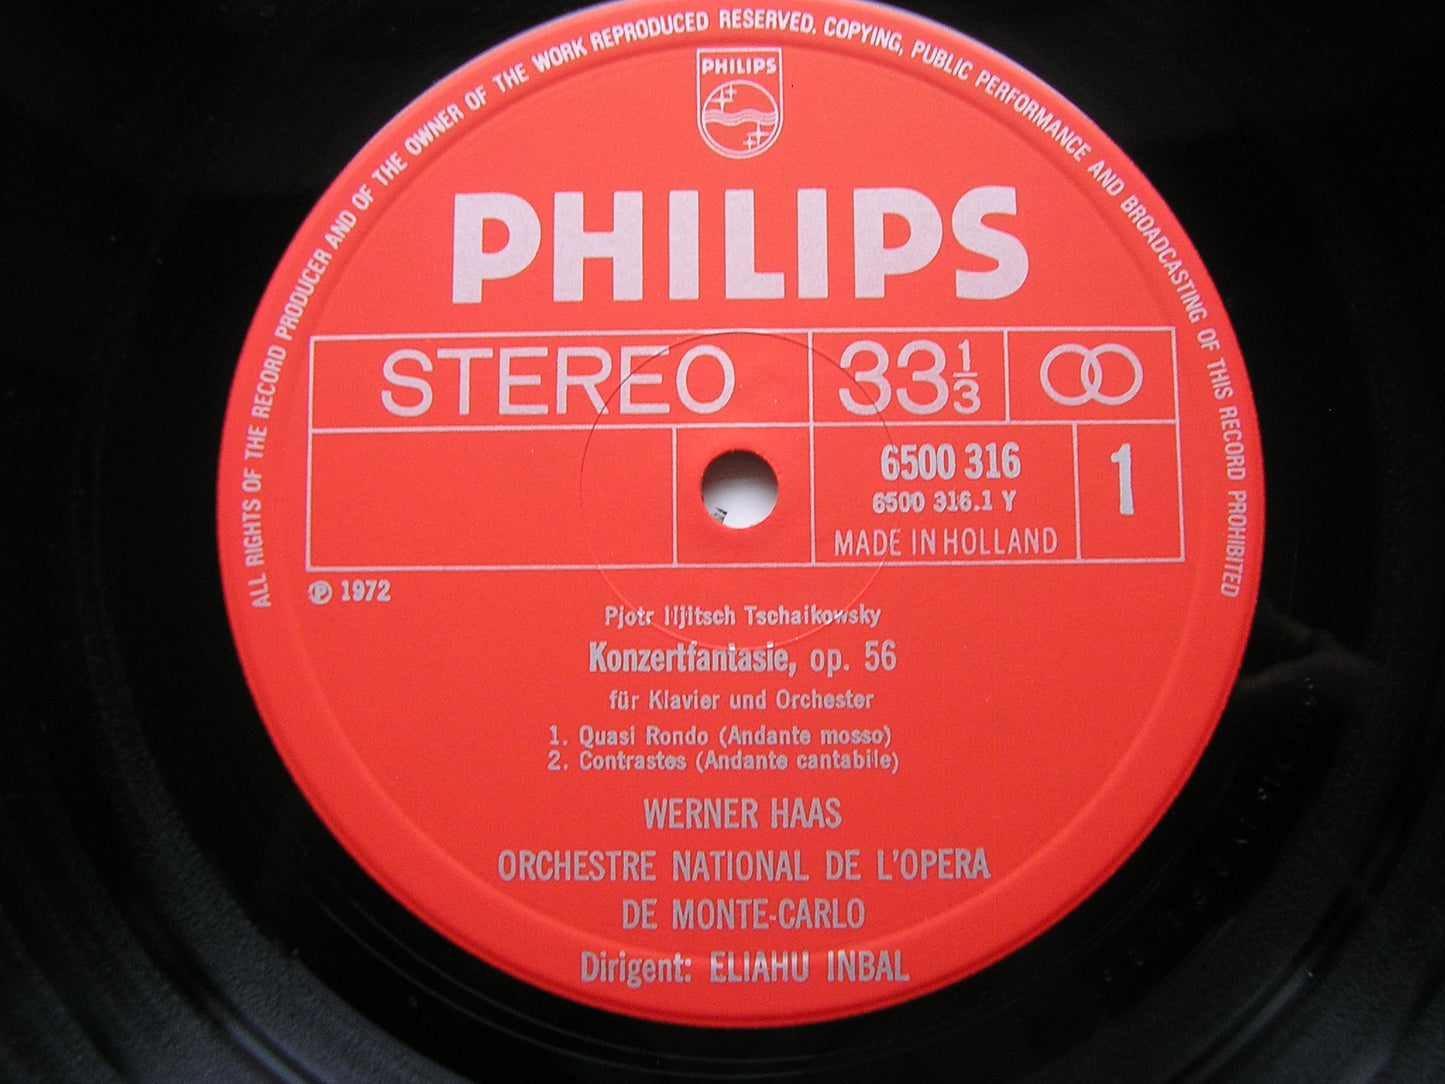 ALL RIGHTS OF THE RECORD PRODUCER AND OF THE OWNER OF THE WORK REPRODUCED RESERVED. COPYING, PUBLIC PERFORMANCE AND BROADCASTING OF THIS RECORD PROHIBITED
PHILIPS
PHILIPS
STEREO 33 1/3
6500 316 1
6500 316.1 Y
MADE IN HOLLAND
℗ 1972
Pjotr Iljitsch Tschaikowsky
Konzertfantasie, op. 56
für Klavier und Orchester
1. Quasi Rondo (Andante mosso)
2. Contrastes (Andante cantabile)
WERNER HAAS
ORCHESTRE NATIONAL DE L'OPERA
DE MONTE-CARLO
Dirigent: ELIAHU INBAL